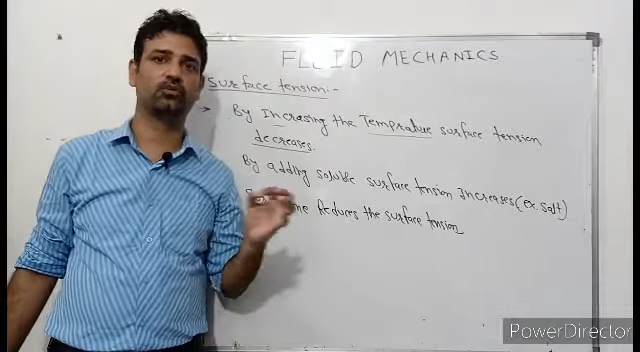 FLUID MECHANICS
Surface tension:-
→ By Incrasing the Temprature surface tension
decreases.
By adding soluble surface tension Increases (ex. salt)
Reduces the surface tension
PowerDirector